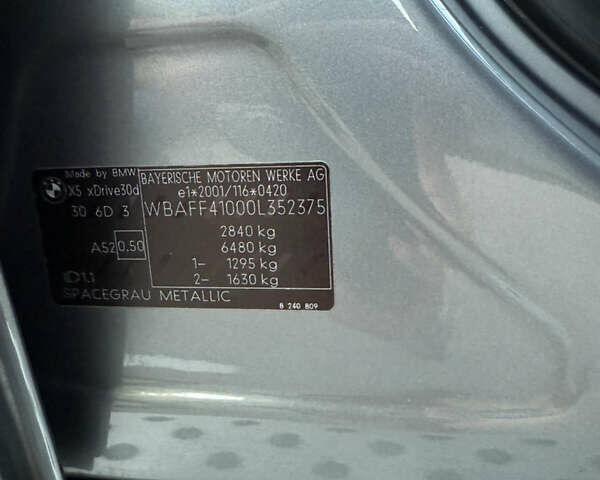 Made by BMW
X5 xDrive30d
30 6D 3
A52 0.50
BAYERISCHE MOTOREN WERKE AG
e1*2001/116*0420
WBAFF41000L352375
2840 kg
6480 kg
1- 1295 kg
2- 1630 kg
SPACEGRAU METALLIC
8 240 809